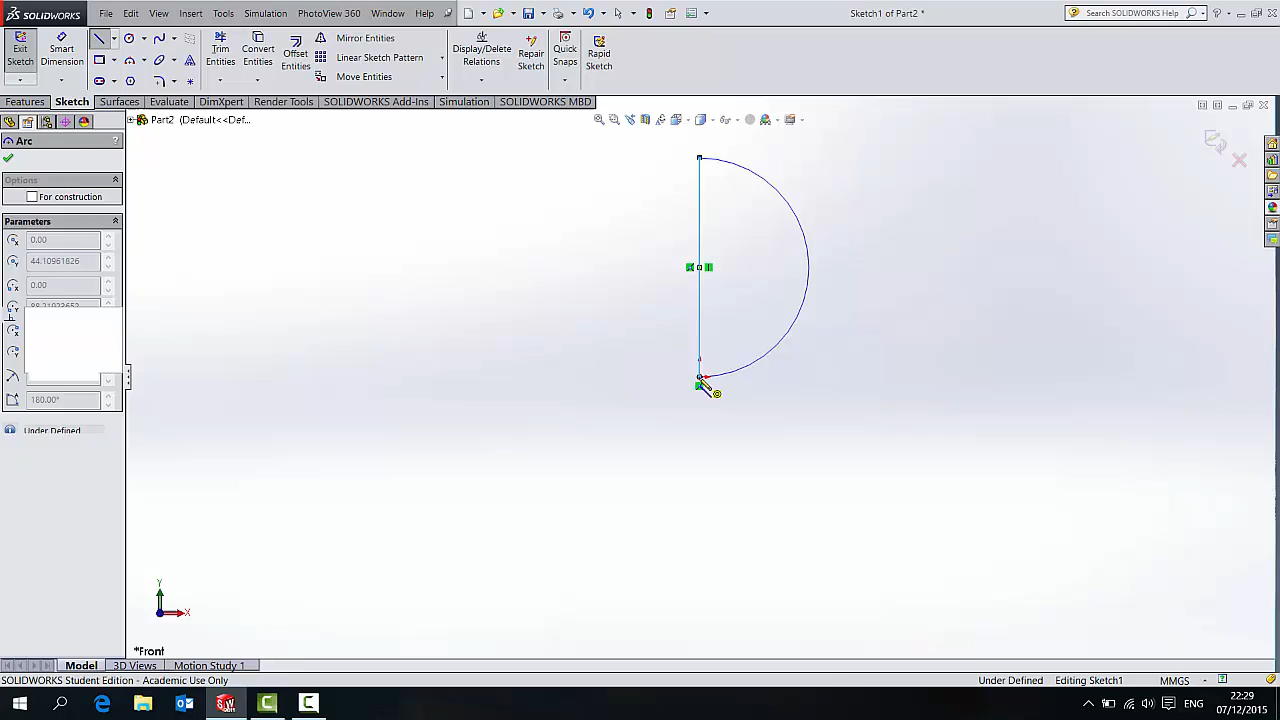 SOLIDWORKS File Edit View Insert Tools Simulation PhotoView 360 Window Help Sketch1 of Part2 * Search SOLIDWORKS Help
Exit Sketch
Smart Dimension
Trim Entities
Convert Entities
Offset Entities
Mirror Entities
Linear Sketch Pattern
Move Entities
Display/Delete Relations
Repair Sketch
Quick Snaps
Rapid Sketch
Features Sketch Surfaces Evaluate DimXpert Render Tools SOLIDWORKS Add-Ins Simulation SOLIDWORKS MBD
Part2 (Default<<Def...
Arc ?
Options
For construction
Parameters
0.00
44.10961826
0.00
180.00°
Under Defined
Y
X
*Front
Model 3D Views Motion Study 1
SOLIDWORKS Student Edition - Academic Use Only Under Defined Editing Sketch1 MMGS -
ENG
22:29
07/12/2015